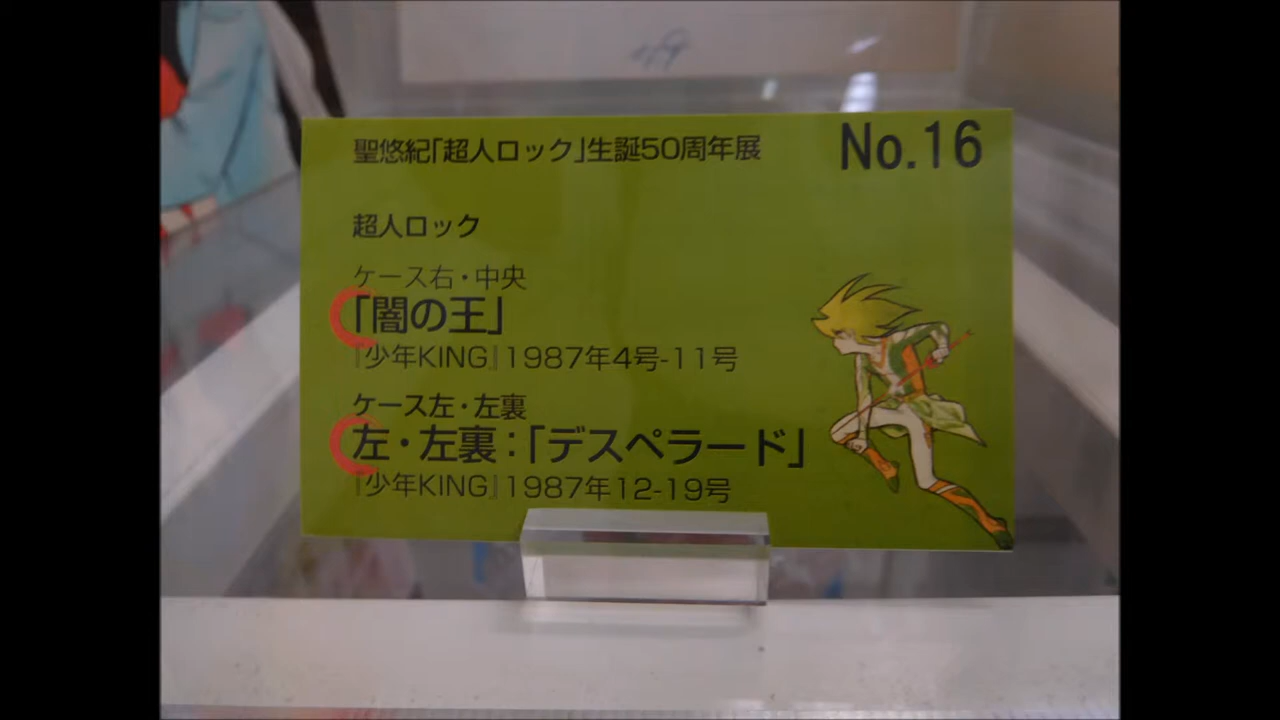 聖悠紀「超人ロック」生誕50周年展
No.16
超人ロック
ケース右・中央
「闇の王」
『少年KING』1987年4号-11号
ケース左・左裏
左・左裏：「デスペラード」
『少年KING』1987年12-19号